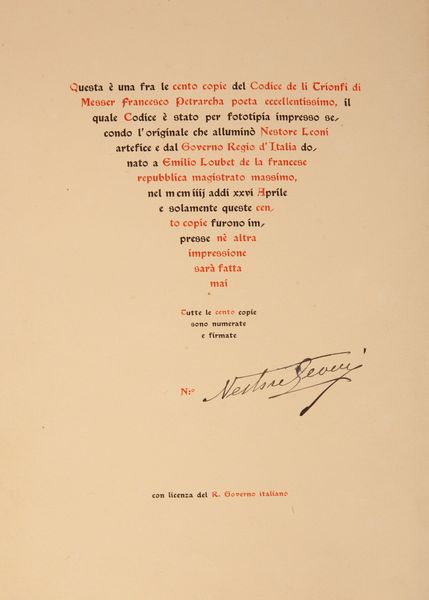 Questa è una fra le cento copie del Codice de li Trionfi di
Messer Francesco Petrarcha poeta eccellentissimo, il
quale Codice è stato per fototipia impresso se-
condo l'originale che alluminò Nestore Leoni
artefice e dal Governo Regio d'Italia do-
nato a Emilio Loubet de la francese
repubblica magistrato massimo,
nel mcmiiij addi xxvi Aprile
e solamente queste cen-
to copie furono im-
presse nè altra
impressione
sarà fatta
mai
Tutte le cento copie
sono numerate
e firmate
N:o Nestore Leoni
con licenza del R. Governo italiano